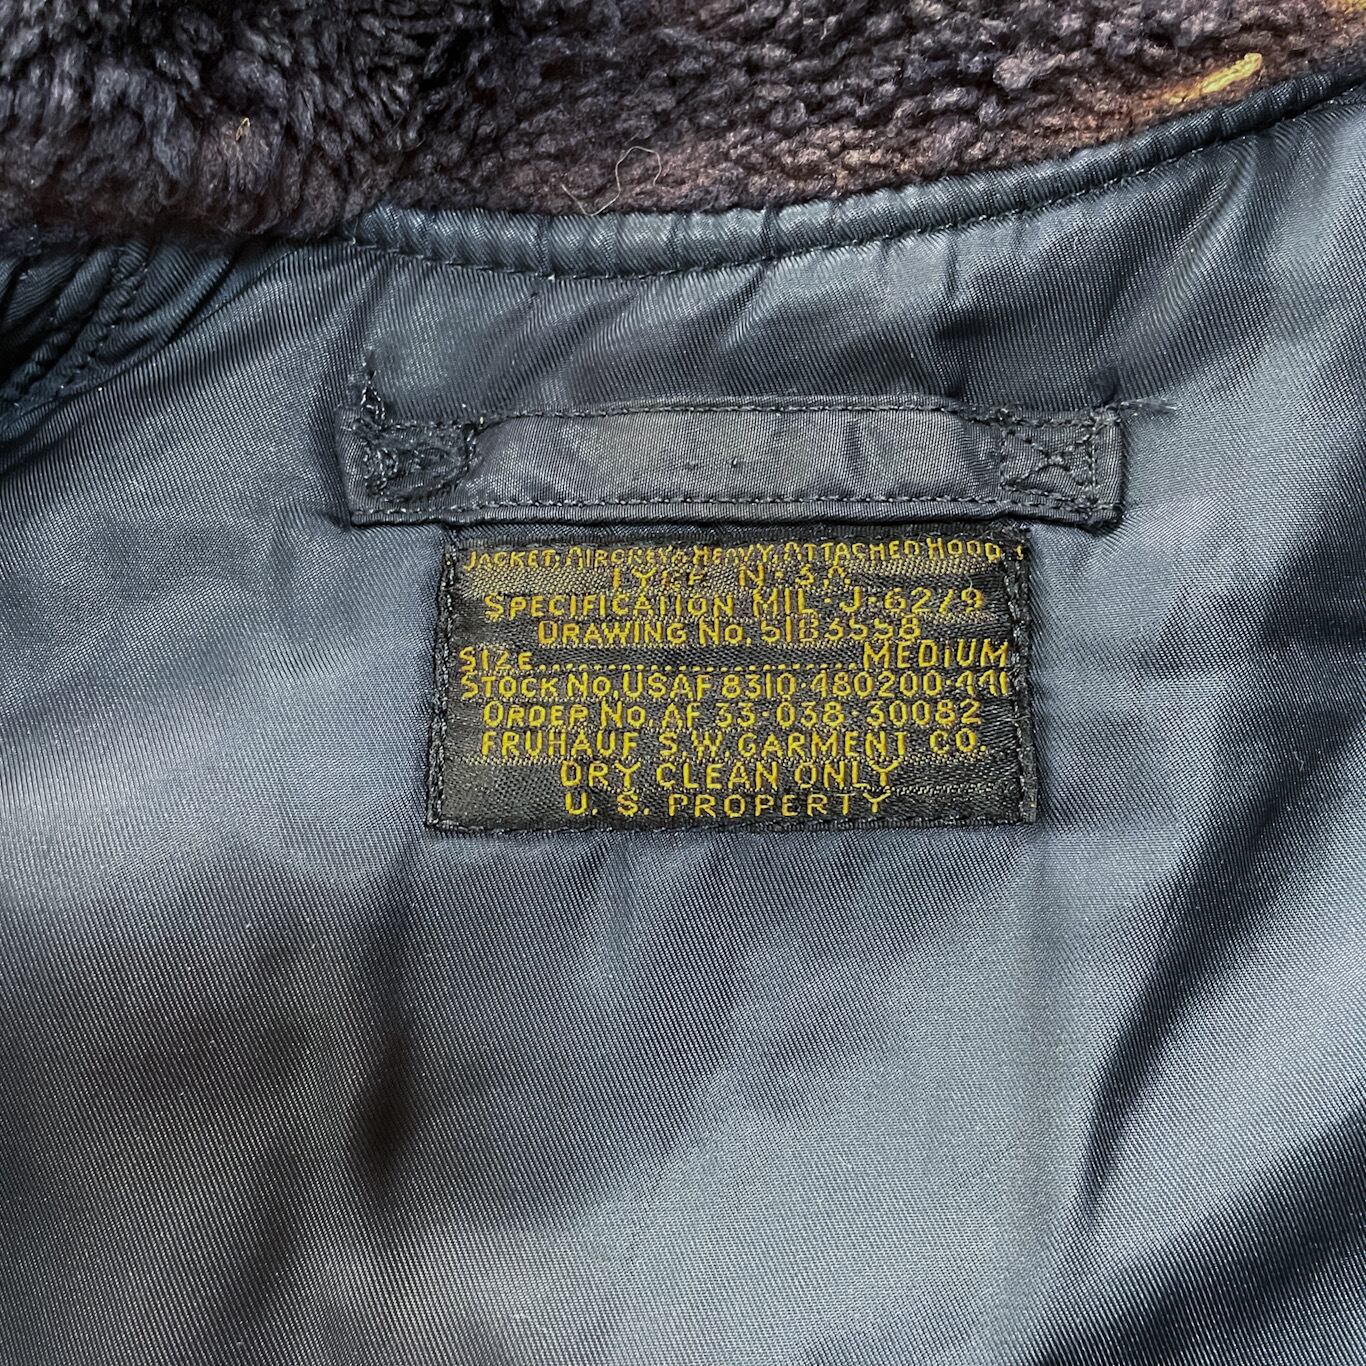 JACKET, AIRCREW, HEAVY, ATTACHED HOOD
TYPE N-3A
SPECIFICATION MIL-J-6279
DRAWING NO. 51B3558
SIZE........................MEDIUM
STOCK NO. USAF 8310-480200-441
ORDER NO. AF 33-038-30082
FRUHAUF S.W. GARMENT CO.
DRY CLEAN ONLY
U. S. PROPERTY